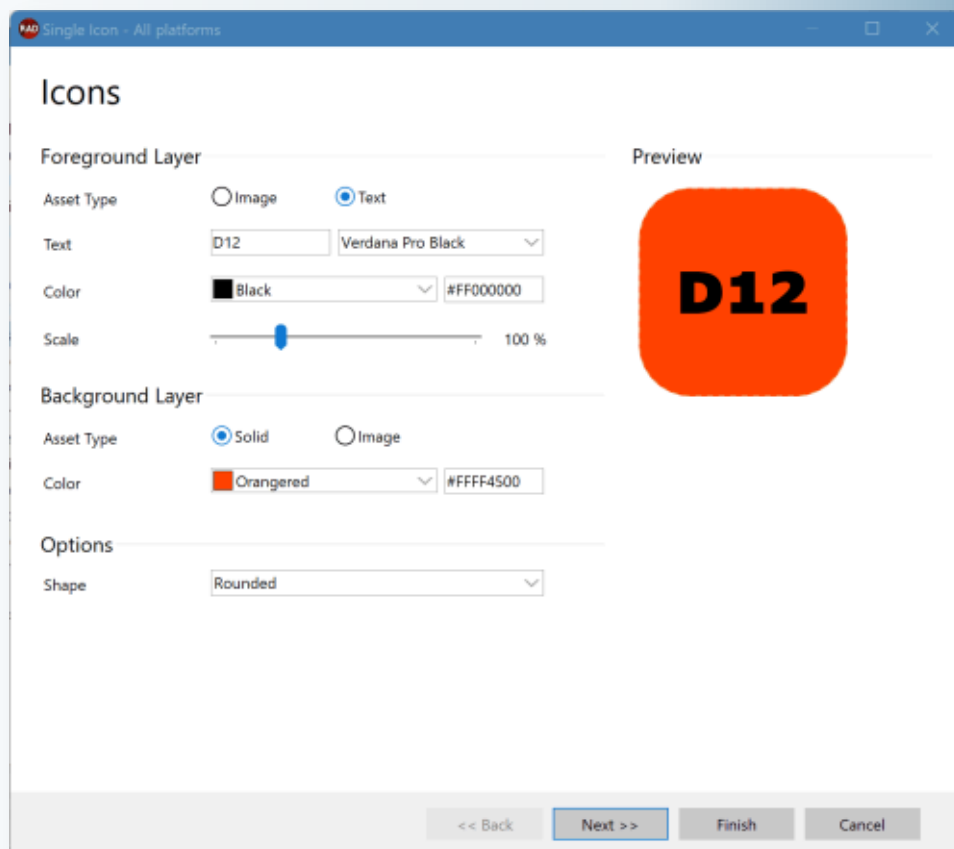 RAD Single Icon - All platforms
Icons
Foreground Layer
Preview
Asset Type Image Text
Text D12 Verdana Pro Black
Color Black #FF000000
Scale 100 %
D12
Background Layer
Asset Type Solid Image
Color Orangered #FFFF4500
Options
Shape Rounded
<< Back Next >> Finish Cancel